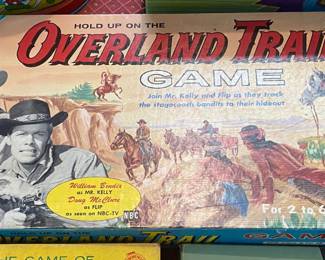 HOLD UP ON THE
OVERLAND TRAIL
GAME
Join Mr. Kelly and Flip as they track
the stagecoach bandits to their hideout
William Bendix
as MR. KELLY
Doug McClure
as FLIP
as seen on NBC-TV
NBC
For 2 to
OVERLAND TRAIL GAME
THE GAME OF